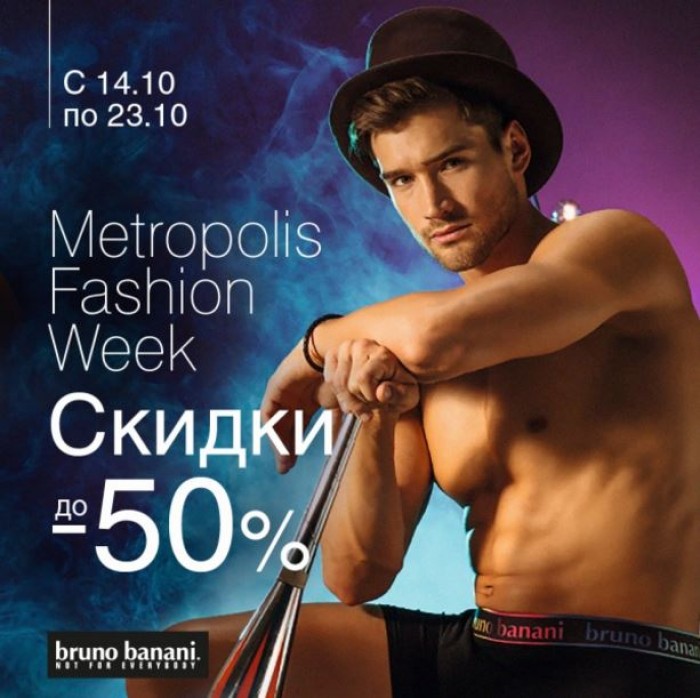 С 14.10
по 23.10
Metropolis
Fashion
Week
Скидки
до
-50%
bruno banani.
NOT FOR EVERYBODY
no banani bruno banani